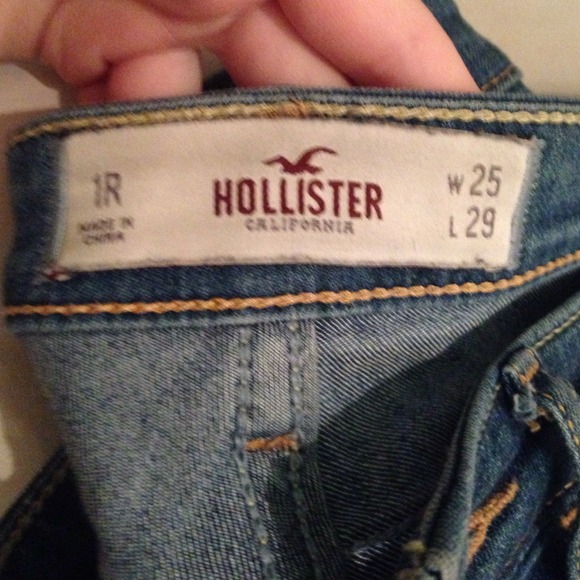 1R
MADE IN
CHINA
HOLLISTER
CALIFORNIA
W 25
L 29